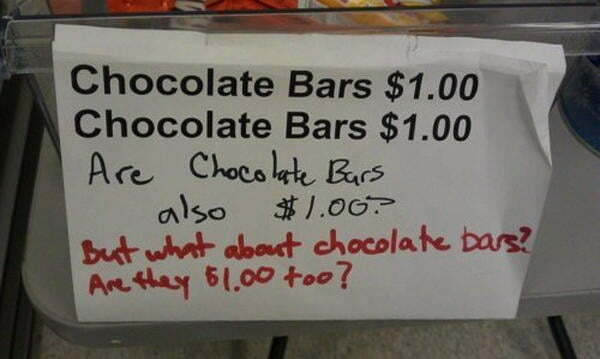 Chocolate Bars $1.00
Chocolate Bars $1.00
Are Chocolate Bars
also $1.00?
But what about chocolate bars?
Are they $1.00 too?